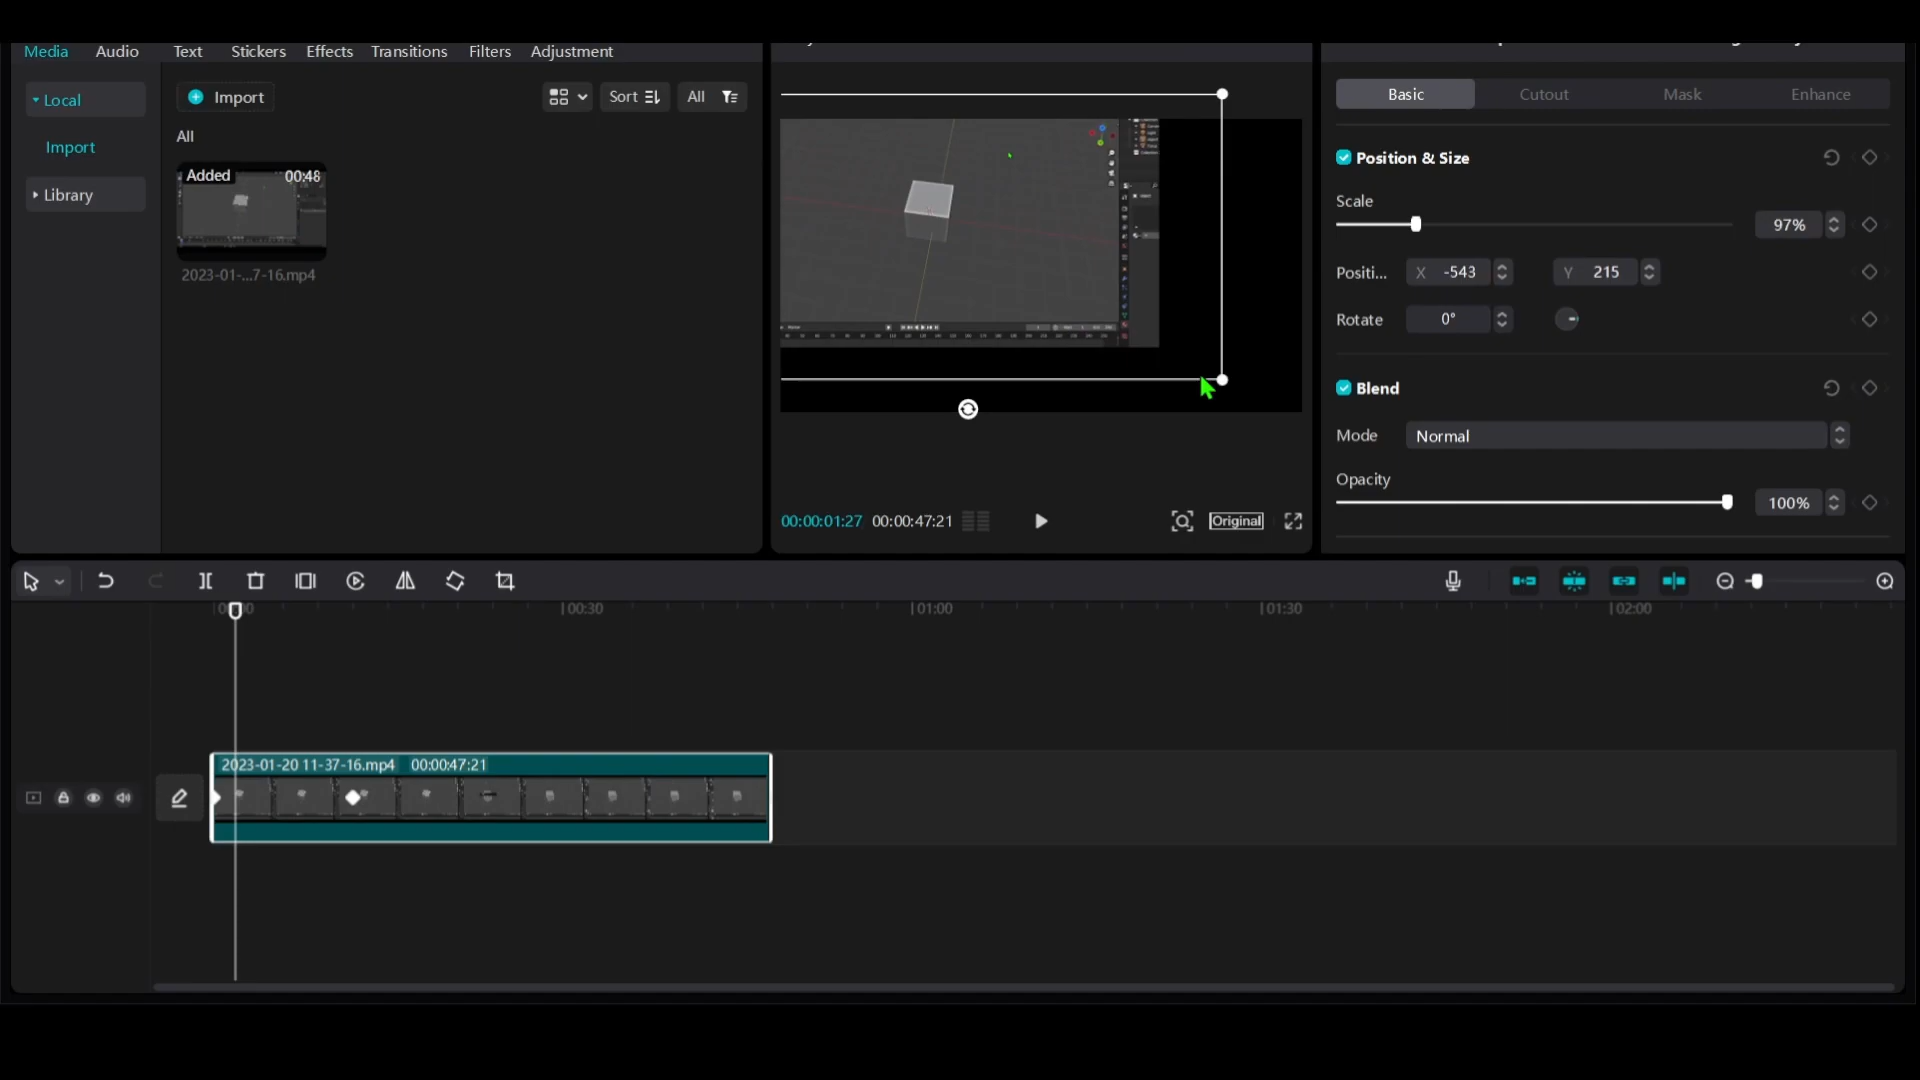 Media Audio Text Stickers Effects Transitions Filters Adjustment
Local
Import
Library
Import
Sort
All
All
Added 00:48
2023-01-...7-16.mp4
00:00:01:27 00:00:47:21
Original
Basic Cutout Mask Enhance
Position & Size
Scale
97%
Positi... X -543 Y 215
Rotate 0°
Blend
Mode Normal
Opacity
100%
00:30 01:00 01:30 02:00
2023-01-20 11-37-16.mp4 00:00:47:21